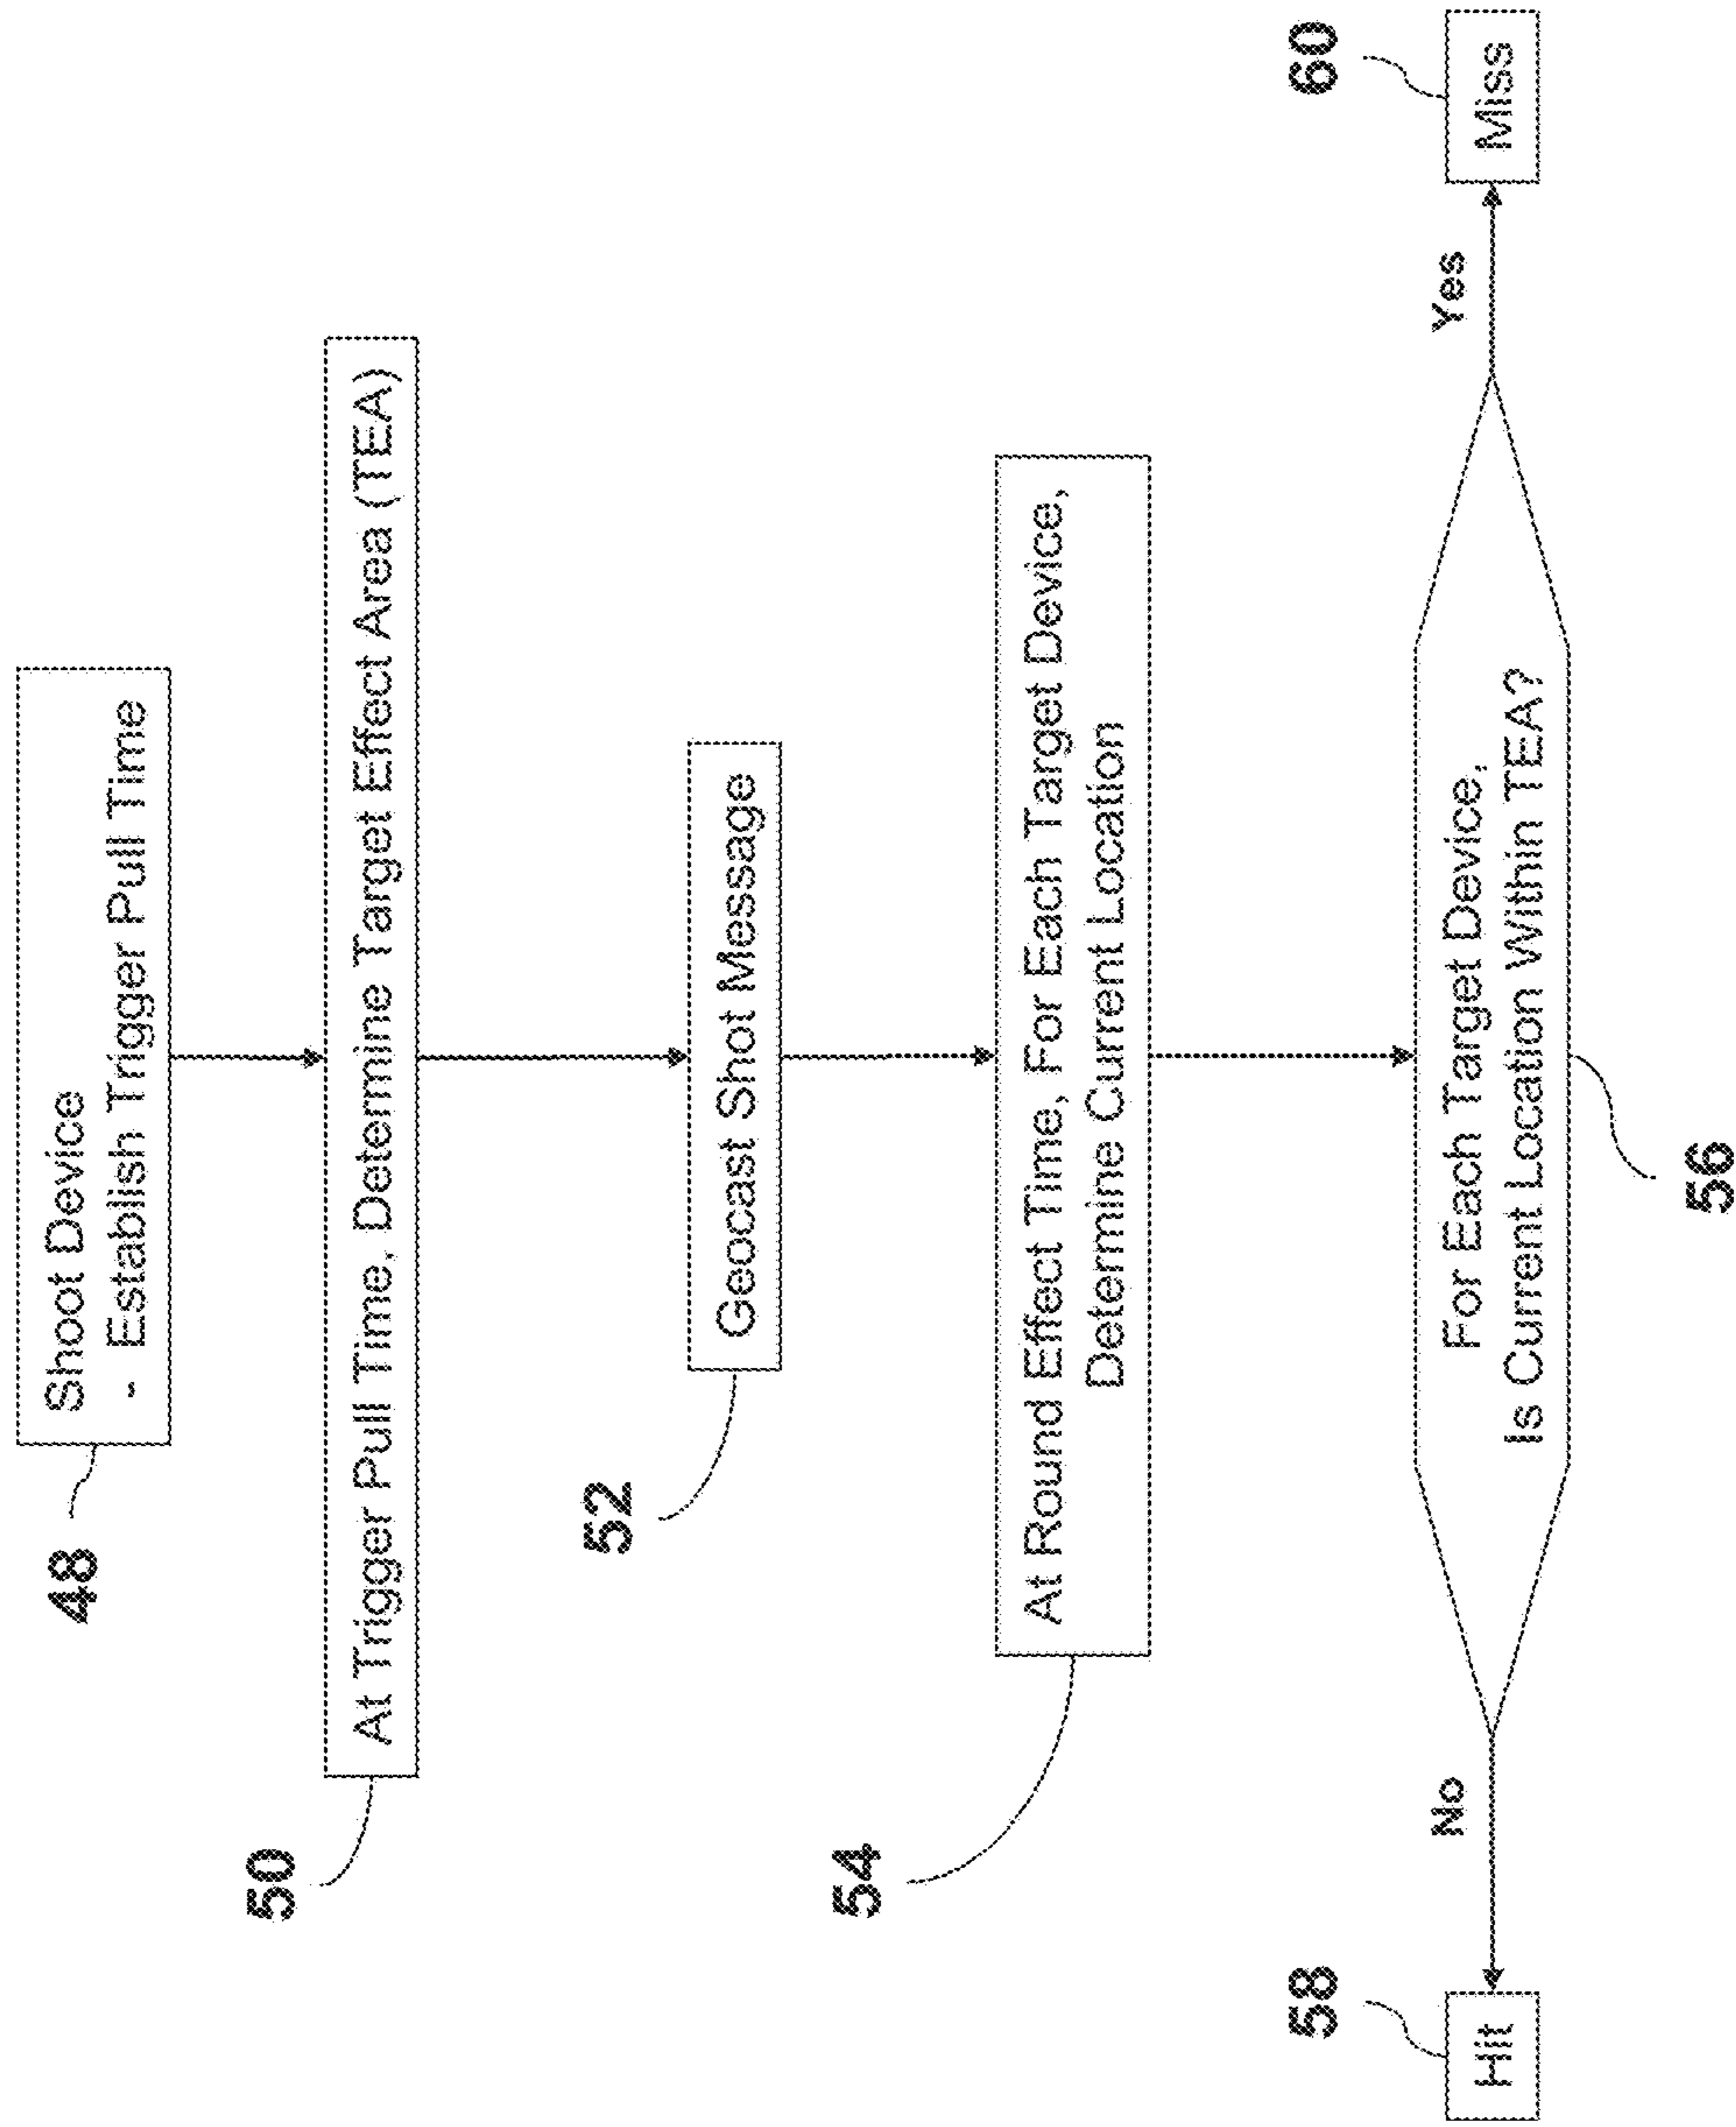 48
Shoot Device
- Establish Trigger Pull Time
50
At Trigger Pull Time, Determine Target Effect Area (TEA)
52
Geocast Shot Message
54
At Round Effect Time, For Each Target Device,
Determine Current Location
58
Hit
No
For Each Target Device,
Is Current Location Within TEA?
56
Yes
60
Miss